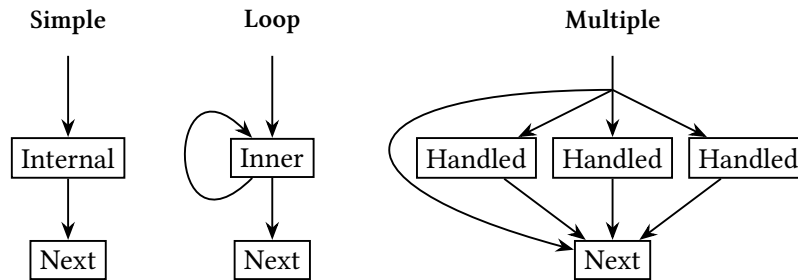 Simple
Loop
Multiple
Internal
Inner
Handled
Handled
Handled
Next
Next
Next